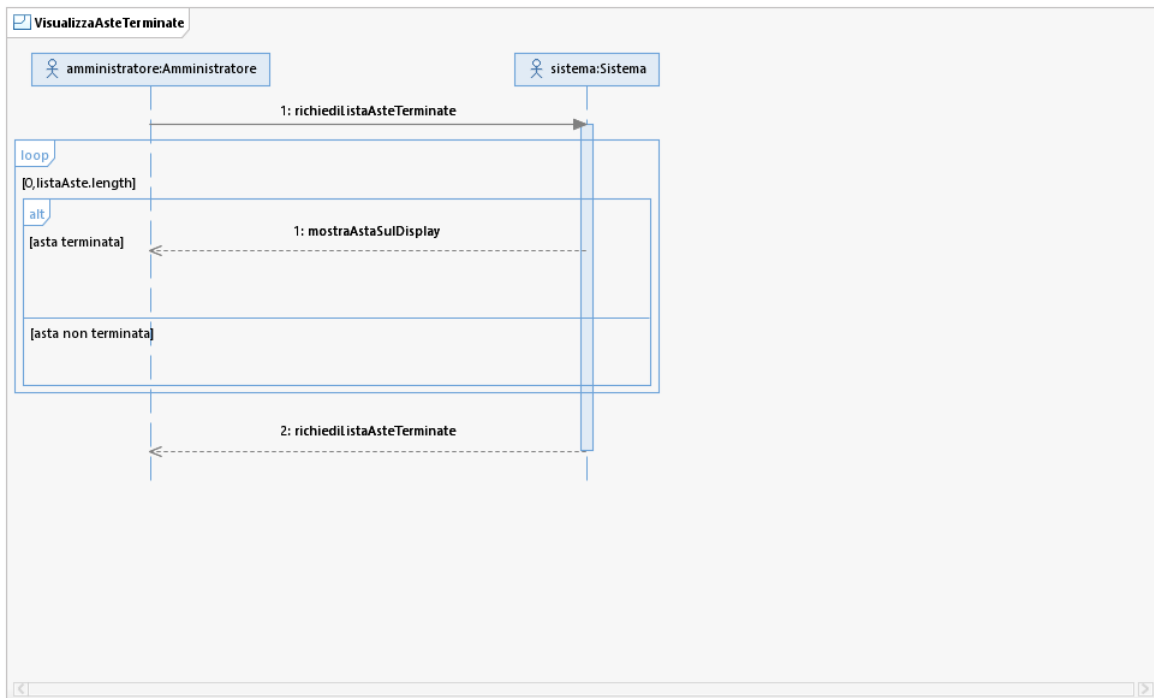 VisualizzaAsteTerminate
amministratore:Amministratore
sistema:Sistema
1: richiediListaAsteTerminate
loop
[0,listaAste.length]
alt
1: mostraAstaSulDisplay
[asta terminata]
[asta non terminata]
2: richiediListaAsteTerminate